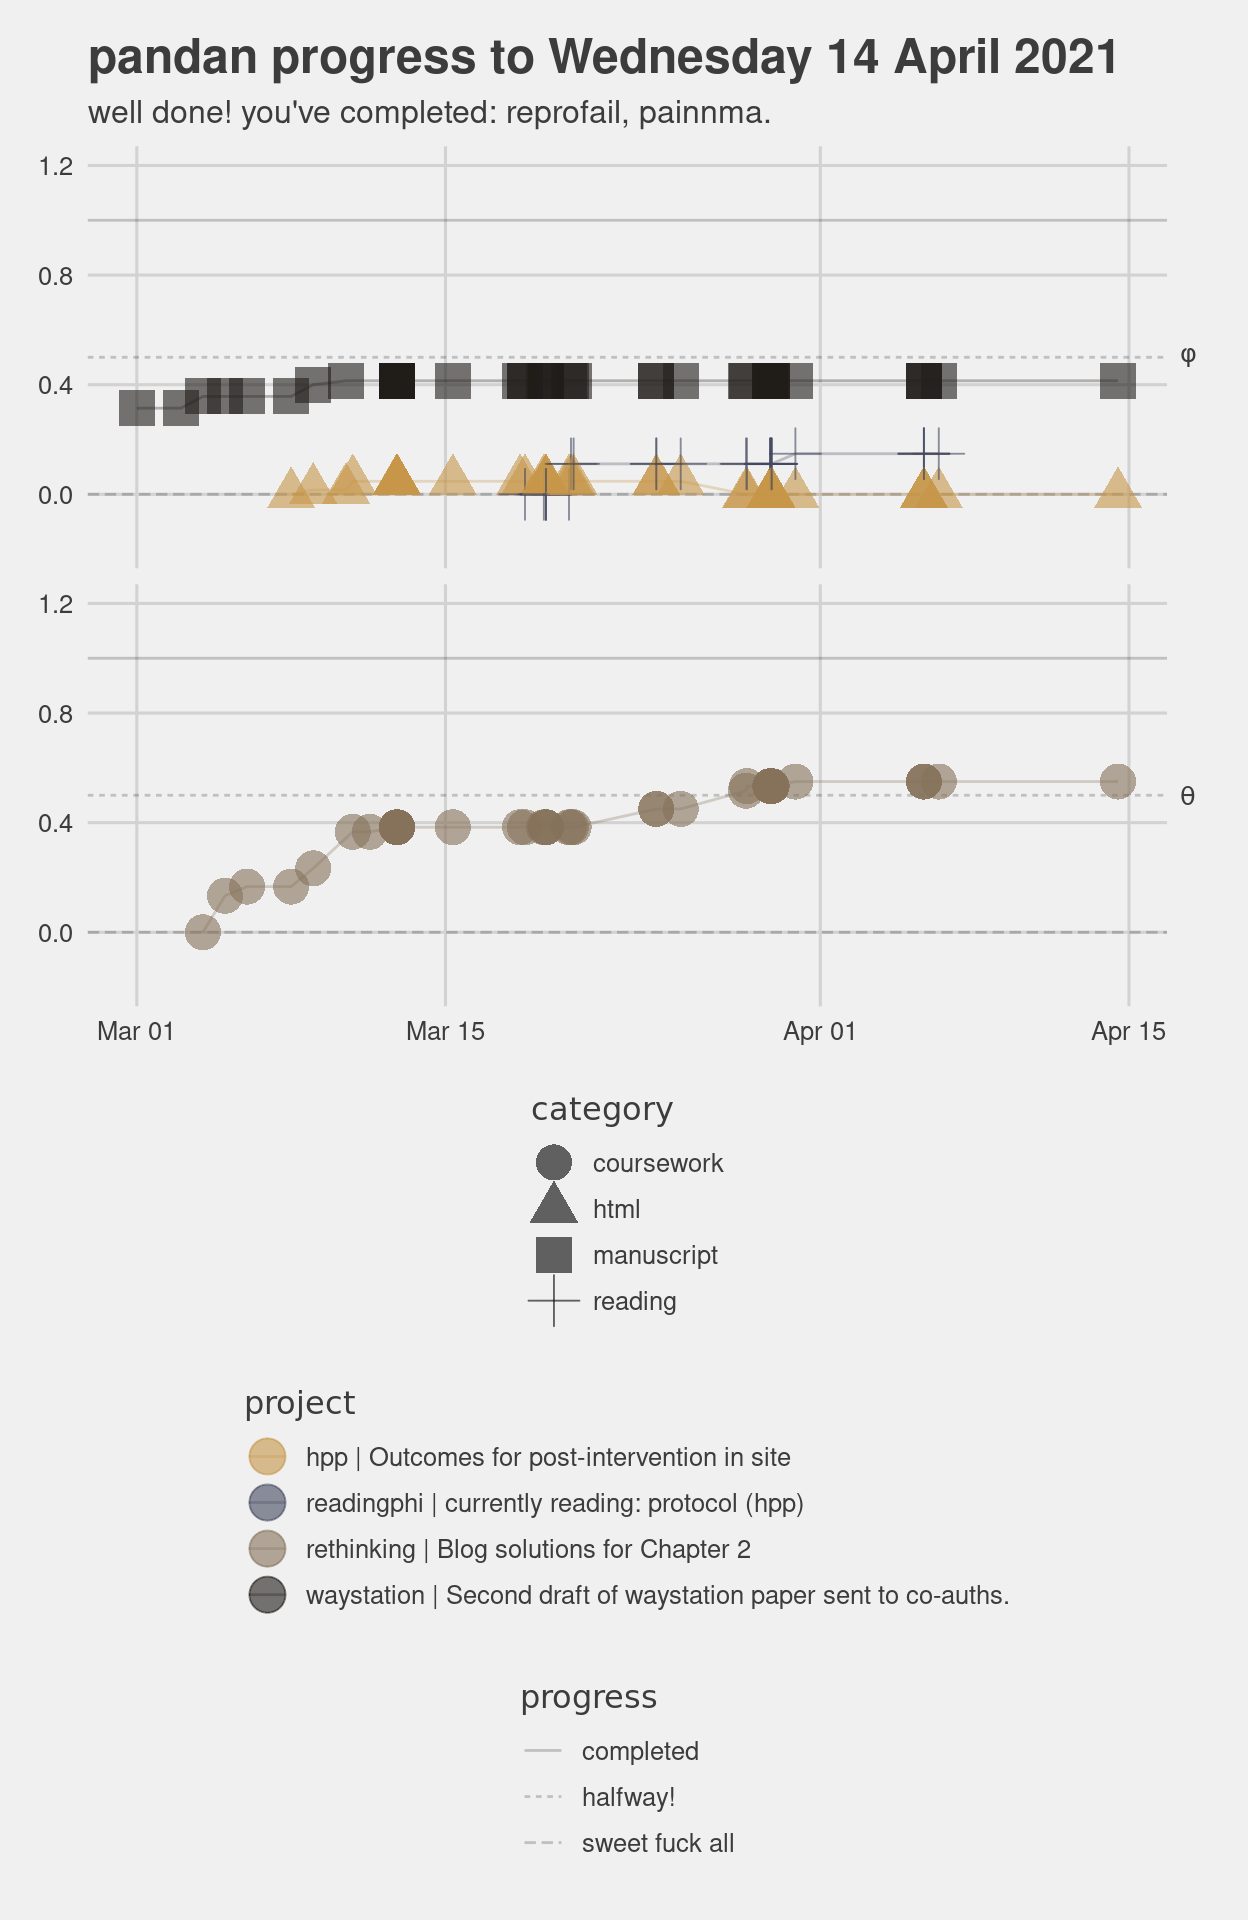 pandan progress to Wednesday 14 April 2021
well done! you've completed: reprofail, painnma.
1.2
0.8
φ
0.4
0.0
1.2
0.8
θ
0.4
0.0
Mar 01 Mar 15 Apr 01 Apr 15
category
coursework
html
manuscript
reading
project
hpp | Outcomes for post-intervention in site
readingphi | currently reading: protocol (hpp)
rethinking | Blog solutions for Chapter 2
waystation | Second draft of waystation paper sent to co-auths.
progress
completed
halfway!
sweet fuck all